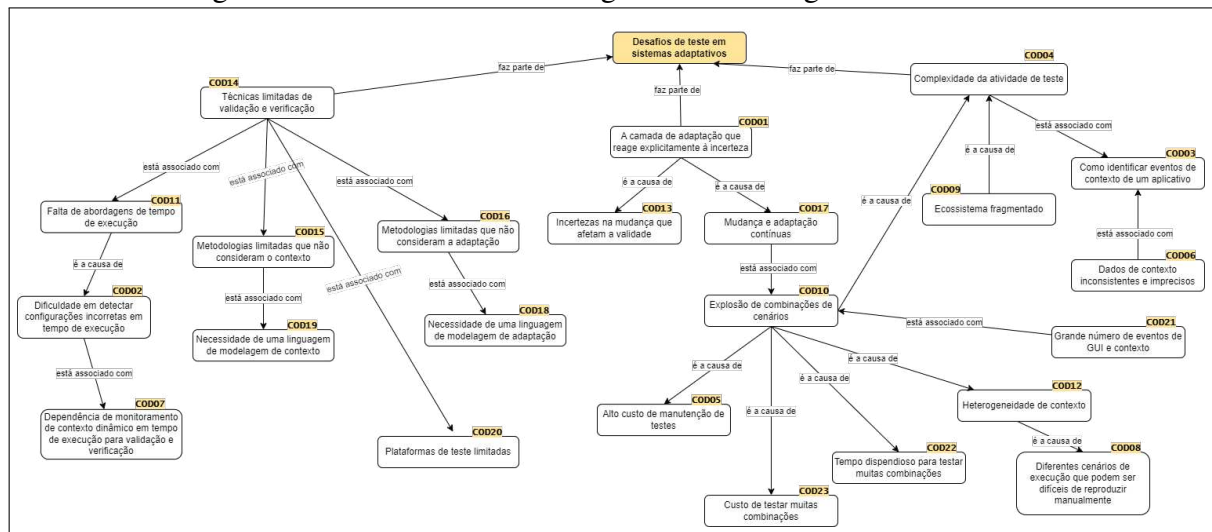 Desafios de teste em
sistemas adaptativos
faz parte de
faz parte de
faz parte de
COD14
Técnicas limitadas de
validação e verificação
COD04
Complexidade da atividade de teste
COD01
A camada de adaptação que
reage explicitamente á incerteza
está associado com
está associado com
está associado com
está associado com
é a causa de
é a causa de
é a causa de
está associado com
COD11
Falta de abordagens de tempo
de execução
COD15
Metodologias limitadas que não
consideram o contexto
COD16
Metodologias limitadas que não
consideram a adaptação
COD13
Incertezas na mudança que
afetam a validade
COD17
Mudança e adaptação
contínuas
é a causa de
COD09
Ecossistema fragmentado
COD03
Como identificar eventos de
contexto de um aplicativo
é a causa de
está associado com
está associado com
está associado com
está associado com
COD06
Dados de contexto
inconsistentes e imprecisos
COD02
Dificuldade em detectar
configurações incorretas em
tempo de execução
COD19
Necessidade de uma linguagem
de modelagem de contexto
COD18
Necessidade de uma linguagem
de modelagem de adaptação
COD10
Explosão de combinações de
cenários
está associado com
COD21
Grande número de eventos de
GUI e contexto
está associado com
é a causa de
é a causa de
é a causa de
é a causa de
COD07
Dependência de monitoramento
de contexto dinâmico em tempo
de execução para validação e
verificação
COD20
Plataformas de teste limitadas
COD05
Alto custo de manutenção de
testes
COD12
Heterogeneidade de contexto
é a causa de
COD22
Tempo dispendioso para testar
muitas combinações
COD08
Diferentes cenários de
execução que podem ser
difíceis de reproduzir
manualmente
COD23
Custo de testar muitas
combinações